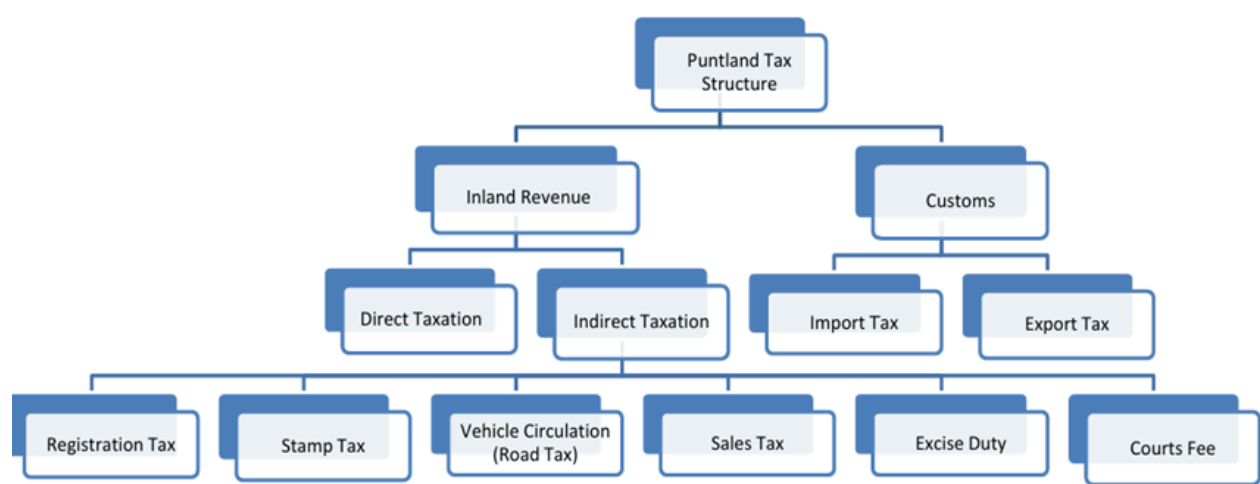 Puntland Tax
Structure
Inland Revenue
Customs
Direct Taxation
Indirect Taxation
Import Tax
Export Tax
Registration Tax
Stamp Tax
Vehicle Circulation
(Road Tax)
Sales Tax
Excise Duty
Courts Fee